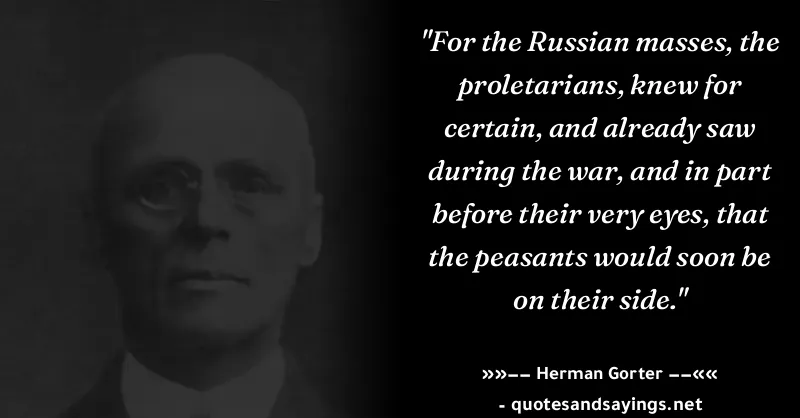 "For the Russian masses, the
proletarians, knew for
certain, and already saw
during the war, and in part
before their very eyes, that
the peasants would soon be
on their side."
»»−− Herman Gorter −−««
- quotesandsayings.net